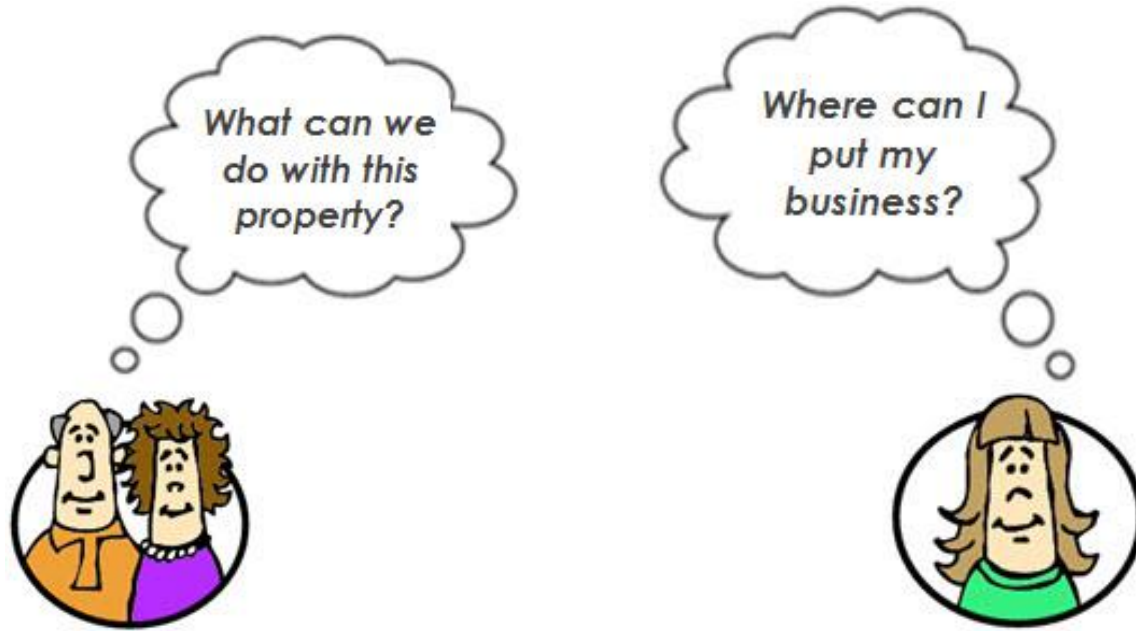 What can we
do with this
property?
Where can I
put my
business?